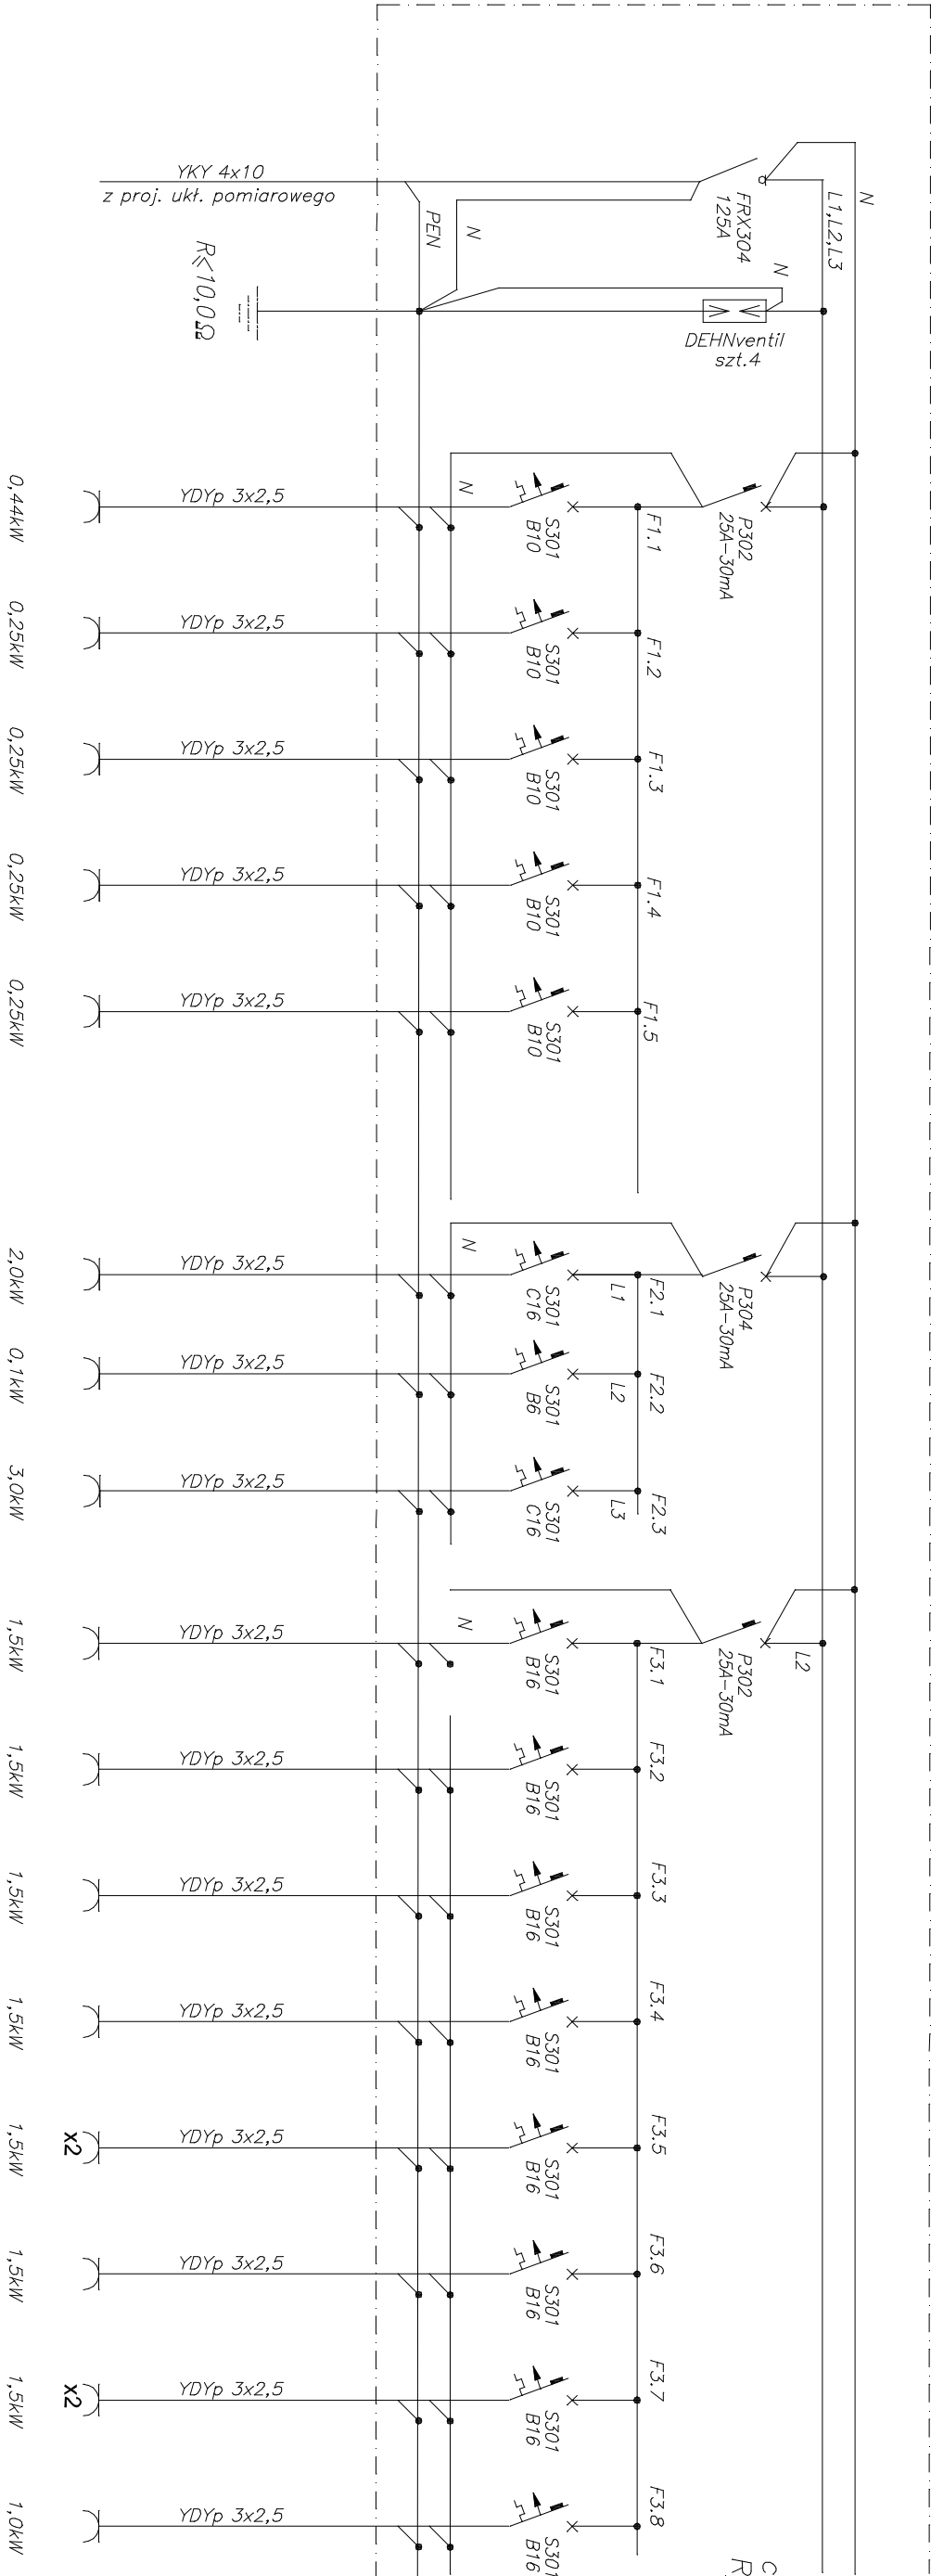 YKY 4x10
z proj. ukł. pomiarowego
R≤10,0Ω
PEN
N
FRX304
125A
L1,L2,L3
N
N
DEHNventil
szt.4
P302
25A-30mA
N
F1.1
S301
B10
YDYp 3x2,5
0,44kW
F1.2
S301
B10
YDYp 3x2,5
0,25kW
F1.3
S301
B10
YDYp 3x2,5
0,25kW
F1.4
S301
B10
YDYp 3x2,5
0,25kW
F1.5
S301
B10
YDYp 3x2,5
0,25kW
P304
25A-30mA
N
F2.1
L1
S301
C16
YDYp 3x2,5
2,0kW
F2.2
L2
S301
B6
YDYp 3x2,5
0,1kW
F2.3
L3
S301
C16
YDYp 3x2,5
3,0kW
L2
P302
25A-30mA
N
F3.1
S301
B16
YDYp 3x2,5
1,5kW
F3.2
S301
B16
YDYp 3x2,5
1,5kW
F3.3
S301
B16
YDYp 3x2,5
1,5kW
F3.4
S301
B16
YDYp 3x2,5
1,5kW
F3.5
S301
B16
YDYp 3x2,5
x2
1,5kW
F3.6
S301
B16
YDYp 3x2,5
1,5kW
F3.7
S301
B16
YDYp 3x2,5
x2
1,5kW
F3.8
S301
B16
YDYp 3x2,5
1,0kW